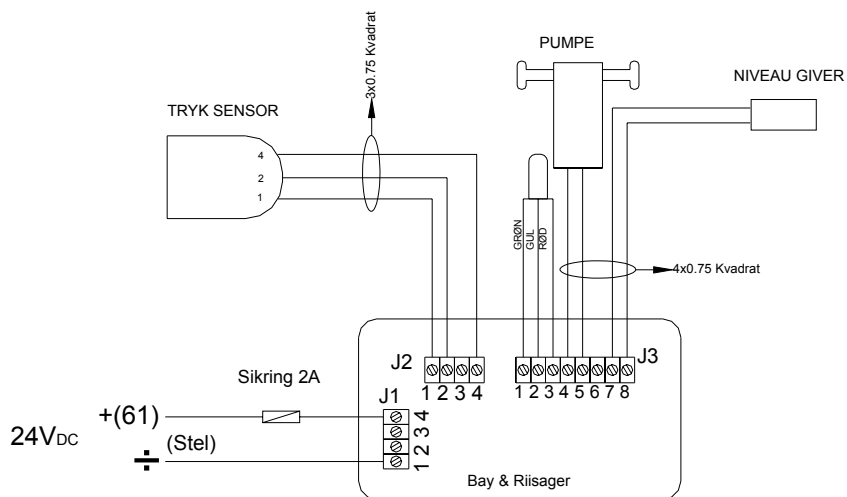 PUMPE
NIVEAU GIVER
3x0.75 Kvadrat
TRYK SENSOR
4
2
1
GRØN
GUL
RØD
4x0.75 Kvadrat
J2
1 2 3 4
J3
1 2 3 4 5 6 7 8
Sikring 2A
J1
1 2 3 4
+(61)
24VDC
(Stel)
÷
Bay & Riisager